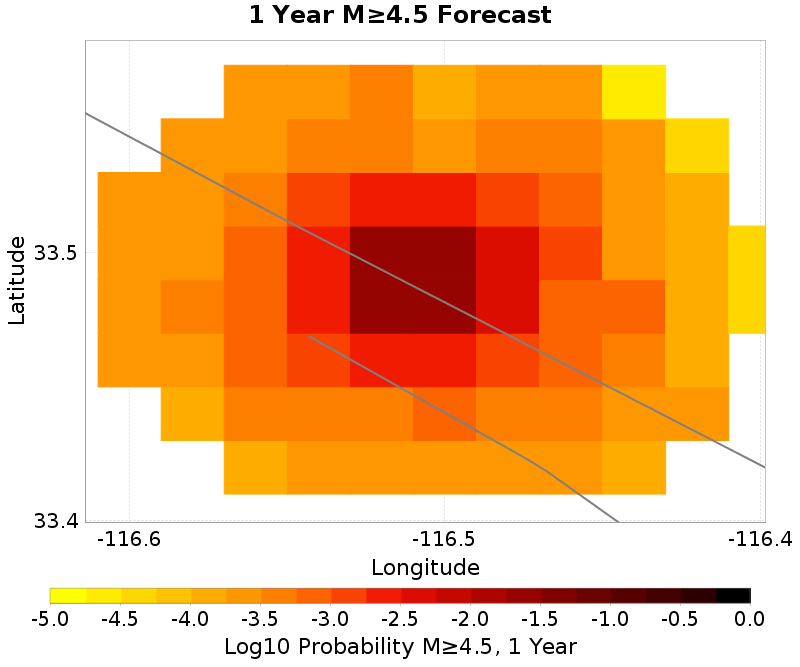 1 Year M≥4.5 Forecast
Latitude
33.5
33.4
-116.6 -116.5 -116.4
Longitude
-5.0 -4.5 -4.0 -3.5 -3.0 -2.5 -2.0 -1.5 -1.0 -0.5 0.0
Log10 Probability M≥4.5, 1 Year